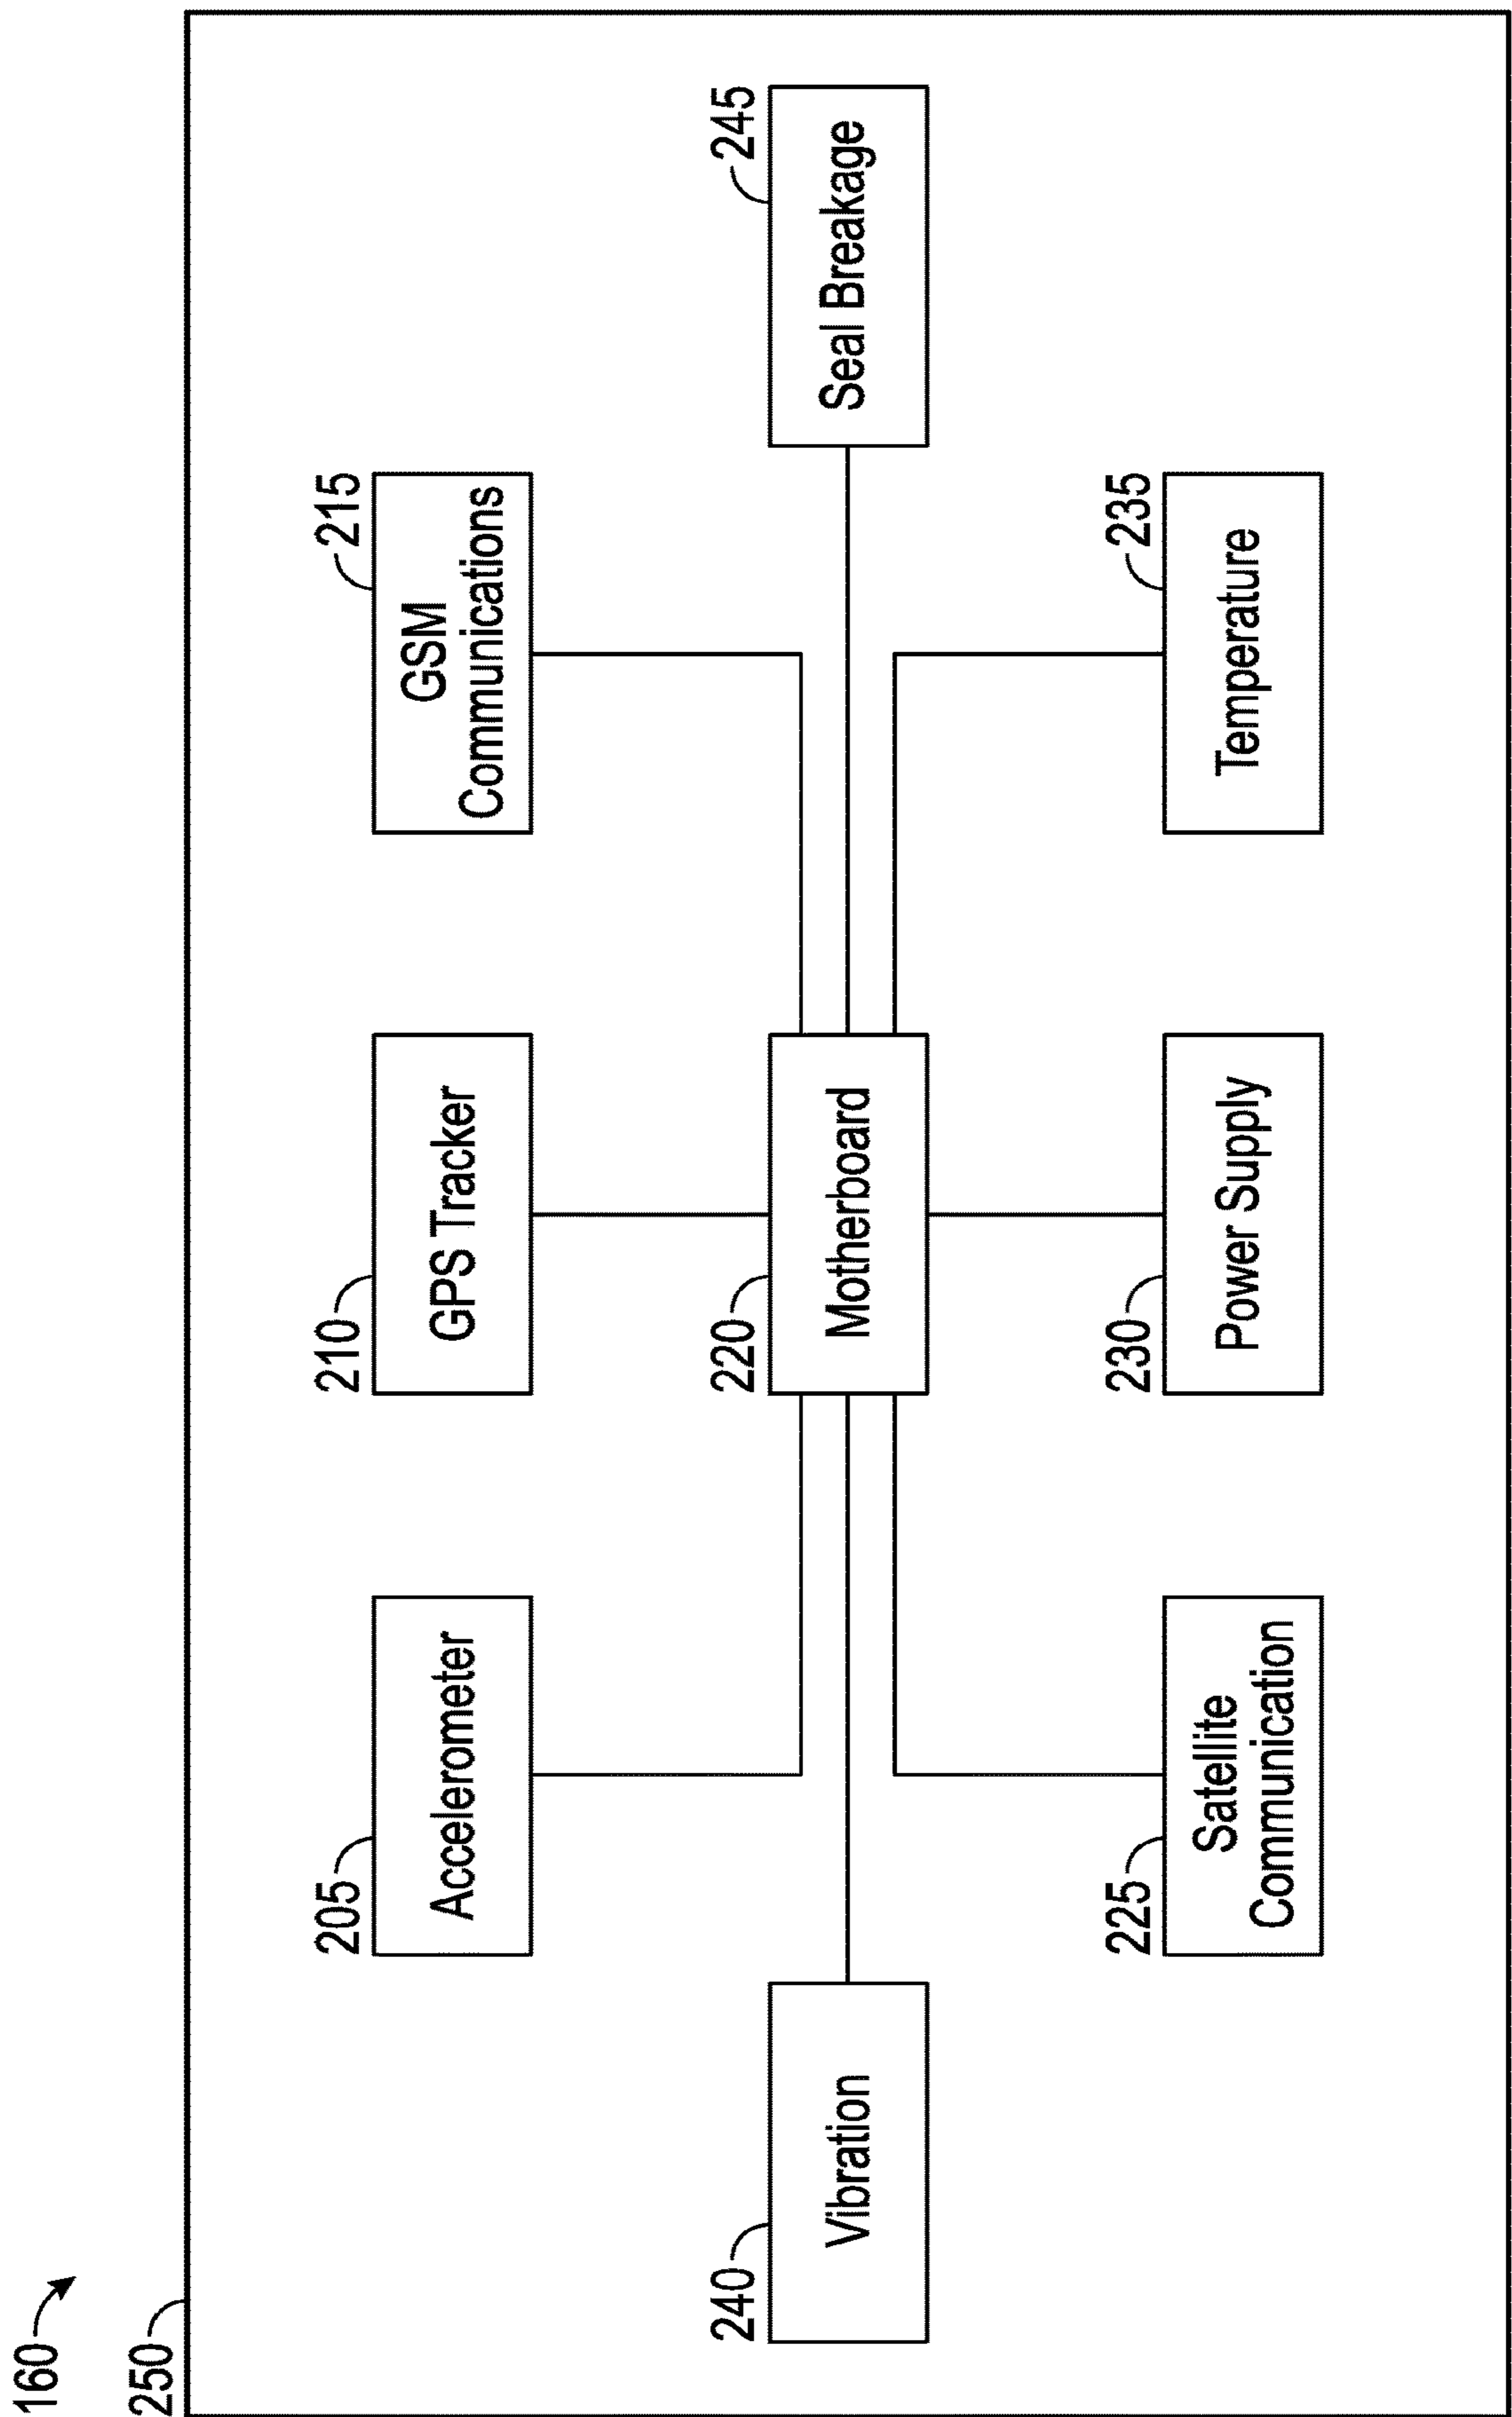 160
250
205
Accelerometer
210
GPS Tracker
215
GSM
Communications
240
Vibration
220
Motherboard
245
Seal Breakage
225
Satellite
Communication
230
Power Supply
235
Temperature